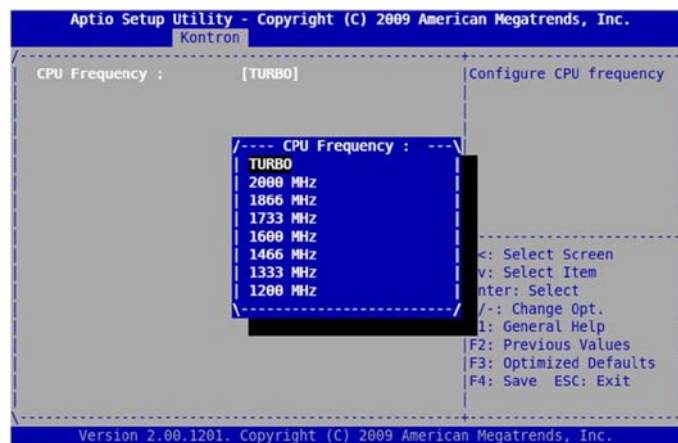 Aptio Setup Utility - Copyright (C) 2009 American Megatrends, Inc.
Kontron
CPU Frequency : [TURBO]
Configure CPU frequency
CPU Frequency :
TURBO
2000 MHz
1866 MHz
1733 MHz
1600 MHz
1466 MHz
1333 MHz
1200 MHz
<: Select Screen
v: Select Item
nter: Select
/-: Change Opt.
1: General Help
F2: Previous Values
F3: Optimized Defaults
F4: Save ESC: Exit
Version 2.00.1201. Copyright (C) 2009 American Megatrends, Inc.